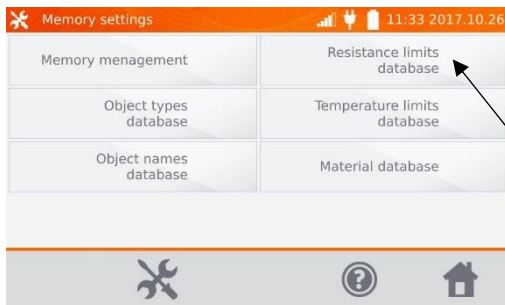 Memory settings
11:33 2017.10.26
Memory menagement
Resistance limits
database
Object types
database
Temperature limits
database
Object names
database
Material database
?